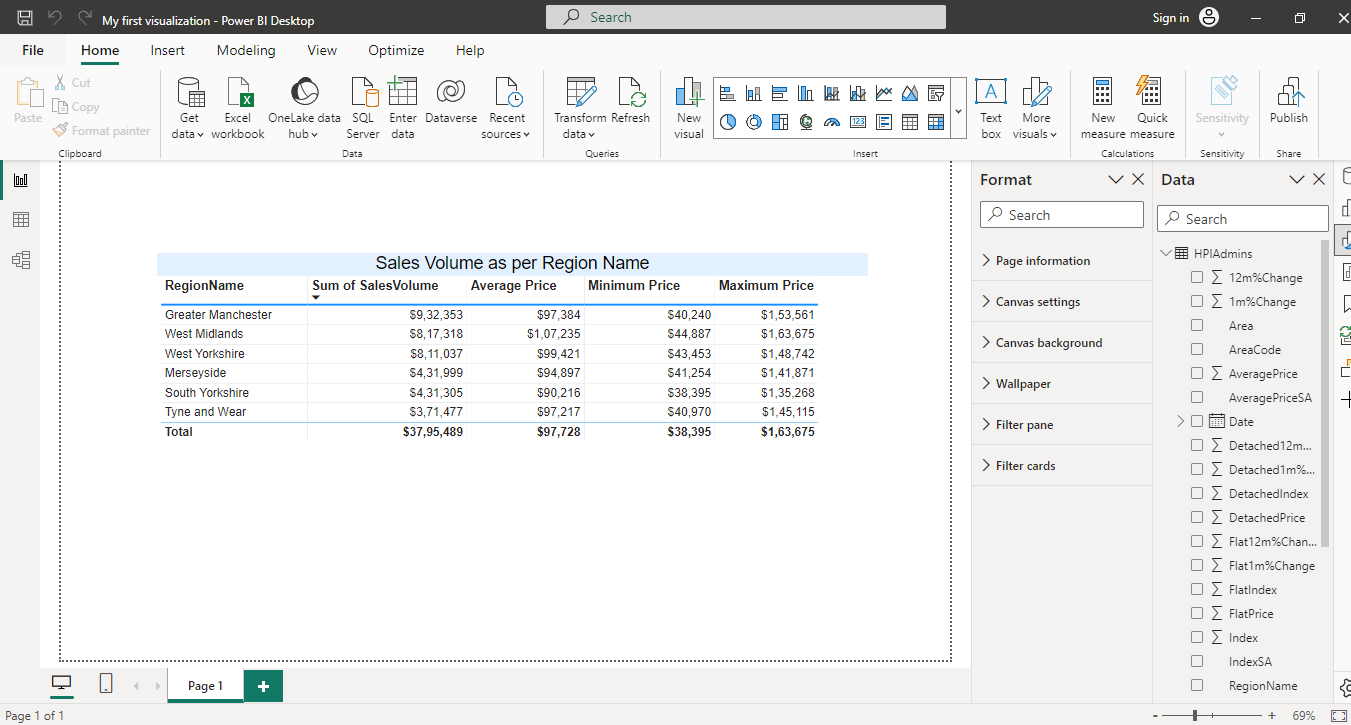 My first visualization - Power BI Desktop
Search
Sign in
File Home Insert Modeling View Optimize Help
Paste
Cut
Copy
Format painter
Clipboard
Get data
Excel workbook
OneLake data hub
SQL Server
Enter data
Dataverse
Recent sources
Data
Transform data
Refresh
Queries
New visual
123
Insert
A
Text box
More visuals
New measure
Quick measure
Calculations
Sensitivity
Sensitivity
Publish
Share
Sales Volume as per Region Name
RegionName Sum of SalesVolume Average Price Minimum Price Maximum Price
Greater Manchester $9,32,353 $97,384 $40,240 $1,53,561
West Midlands $8,17,318 $1,07,235 $44,887 $1,63,675
West Yorkshire $8,11,037 $99,421 $43,453 $1,48,742
Merseyside $4,31,999 $94,897 $41,254 $1,41,871
South Yorkshire $4,31,305 $90,216 $38,395 $1,35,268
Tyne and Wear $3,71,477 $97,217 $40,970 $1,45,115
Total $37,95,489 $97,728 $38,395 $1,63,675
Format
Search
Page information
Canvas settings
Canvas background
Wallpaper
Filter pane
Filter cards
Data
Search
HPIAdmins
∑ 12m%Change
∑ 1m%Change
Area
AreaCode
∑ AveragePrice
AveragePriceSA
Date
∑ Detached12m...
∑ Detached1m%...
∑ DetachedIndex
∑ DetachedPrice
∑ Flat12m%Chan...
∑ Flat1m%Change
∑ FlatIndex
∑ FlatPrice
∑ Index
IndexSA
RegionName
Page 1
+
Page 1 of 1
- + 69%